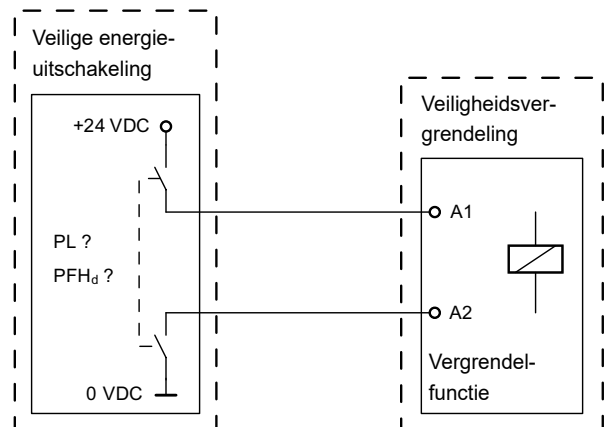 Veilige energie-
uitschakeling
+24 VDC
PL ?
PFHd ?
0 VDC
Veiligheidsver-
grendeling
A1
A2
Vergrendel-
functie